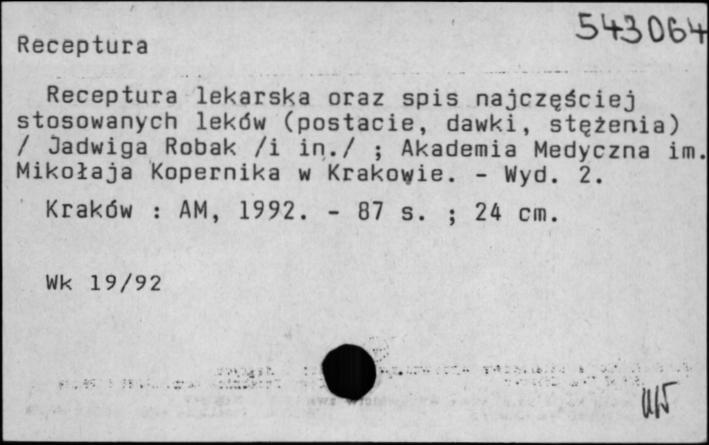 543064
Receptura
Receptura lekarska oraz spis najczęściej
stosowanych leków (postacie, dawki, stężenia)
/ Jadwiga Robak /i in./ ; Akademia Medyczna im.
Mikołaja Kopernika w Krakowie. - Wyd. 2.
Kraków : AM, 1992. - 87 s. ; 24 cm.
Wk 19/92